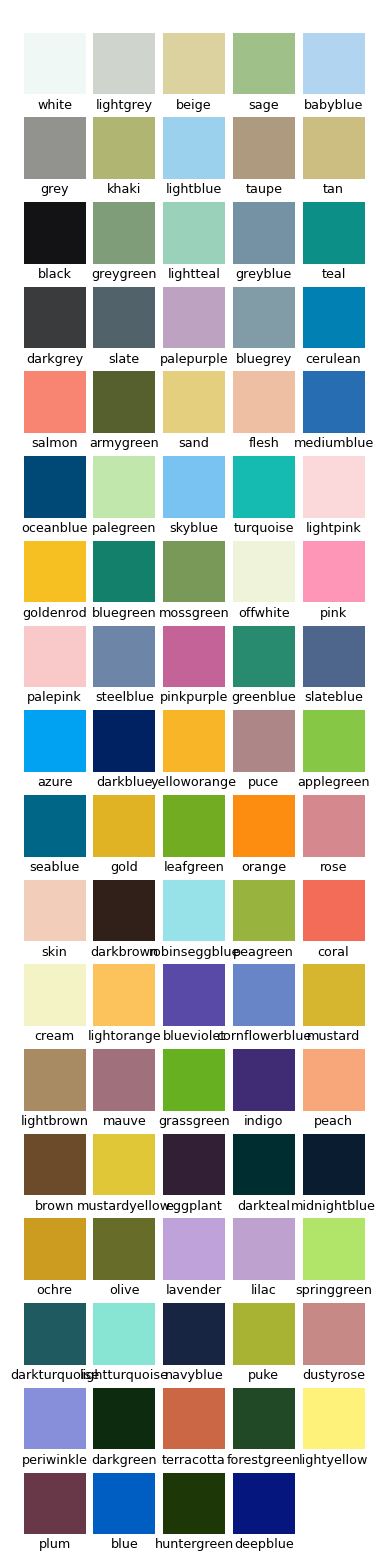 white lightgrey beige sage babyblue
grey khaki lightblue taupe tan
black greygreen lightteal greyblue teal
darkgrey slate palepurple bluegrey cerulean
salmon armygreen sand flesh mediumblue
oceanblue palegreen skyblue turquoise lightpink
goldenrod bluegreen mossgreen offwhite pink
palepink steelblue pinkpurple greenblue slateblue
azure darkblue yelloworange puce applegreen
seablue gold leafgreen orange rose
skin darkbrown robinseggblue peagreen coral
cream lightorange blueviolet cornflowerblue mustard
lightbrown mauve grassgreen indigo peach
brown mustardyellow eggplant darkteal midnightblue
ochre olive lavender lilac springgreen
darkturquoise lightturquoise navyblue puke dustyrose
periwinkle darkgreen terracotta forestgreen lightyellow
plum blue huntergreen deepblue